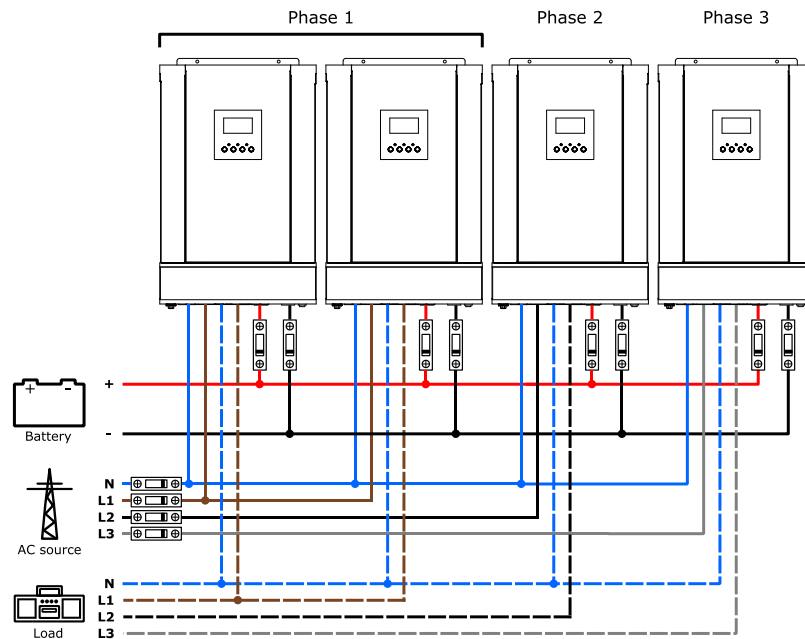 Phase 1 Phase 2 Phase 3
+
+ -
Battery
-
N
L1
L2
L3
AC source
N
L1
L2
L3
Load